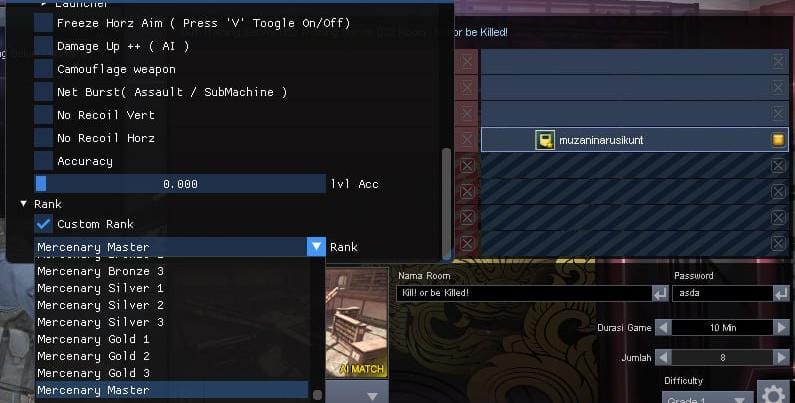 Launcher
Freeze Horz Aim ( Press 'V' Toogle On/Off)
or be Killed!
Damage Up ++ ( AI )
Camouflage weapon
Net Burst( Assault / SubMachine )
No Recoil Vert
No Recoil Horz
muzaninarusikunt
Accuracy
0.000
lvl Acc
Rank
Custom Rank
Mercenary Master
Rank
Mercenary Bronze 3
Mercenary Silver 1
Mercenary Silver 2
Mercenary Silver 3
Mercenary Gold 1
Mercenary Gold 2
Mercenary Gold 3
Mercenary Master
AI MATCH
Nama Room
Password
Kill! or be Killed!
asda
Durasi Game
10 Min
Jumlah
8
Difficulty
Grade 1